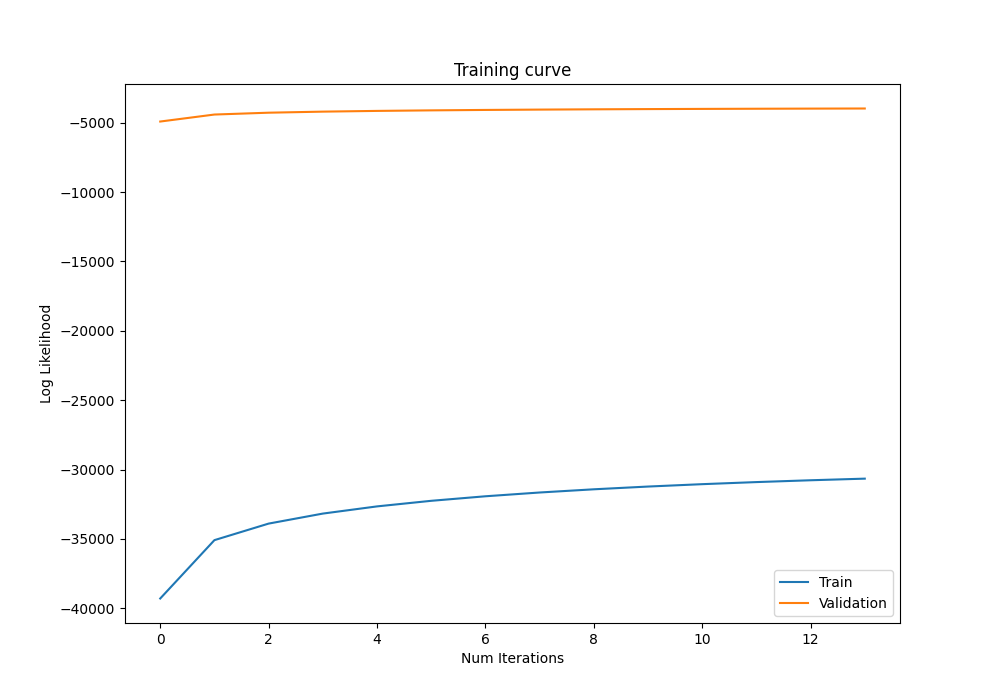 Training curve
−5000
−10000
−15000
−20000
−25000
−30000
−35000
−40000
Log Likelihood
0 2 4 6 8 10 12
Num Iterations
Train
Validation